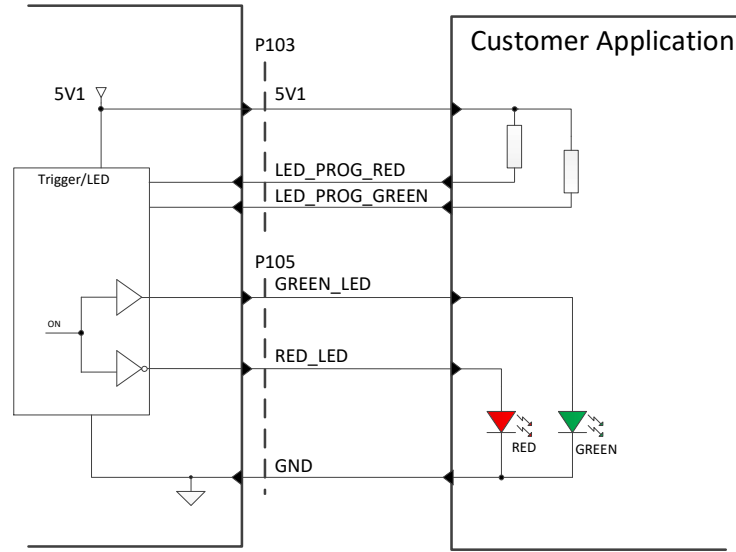 Customer Application
P103
5V1
5V1
LED_PROG_RED
Trigger/LED
LED_PROG_GREEN
P105
GREEN_LED
ON
RED_LED
RED
GREEN
GND